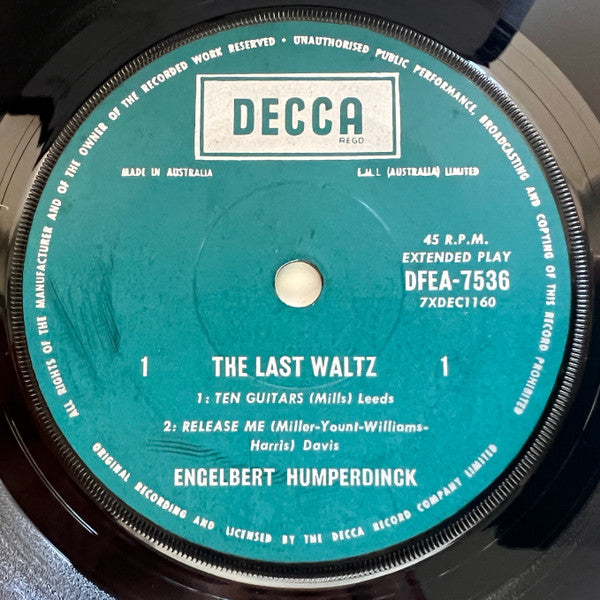 ALL RIGHTS OF THE MANUFACTURER AND OF THE OWNER OF THE RECORDED WORK RESERVED • UNAUTHORISED PUBLIC PERFORMANCE, BROADCASTING AND COPYING OF THIS RECORD PROHIBITED
DECCA
REGD
MADE IN AUSTRALIA E.M.I. (AUSTRALIA) LIMITED
45 R.P.M.
EXTENDED PLAY
DFEA-7536
7XDEC1160
1 THE LAST WALTZ 1
1: TEN GUITARS (Mills) Leeds
2: RELEASE ME (Miller-Yount-Williams-
Harris) Davis
ENGELBERT HUMPERDINCK
ORIGINAL RECORDING AND LICENSED BY THE DECCA RECORD COMPANY LIMITED